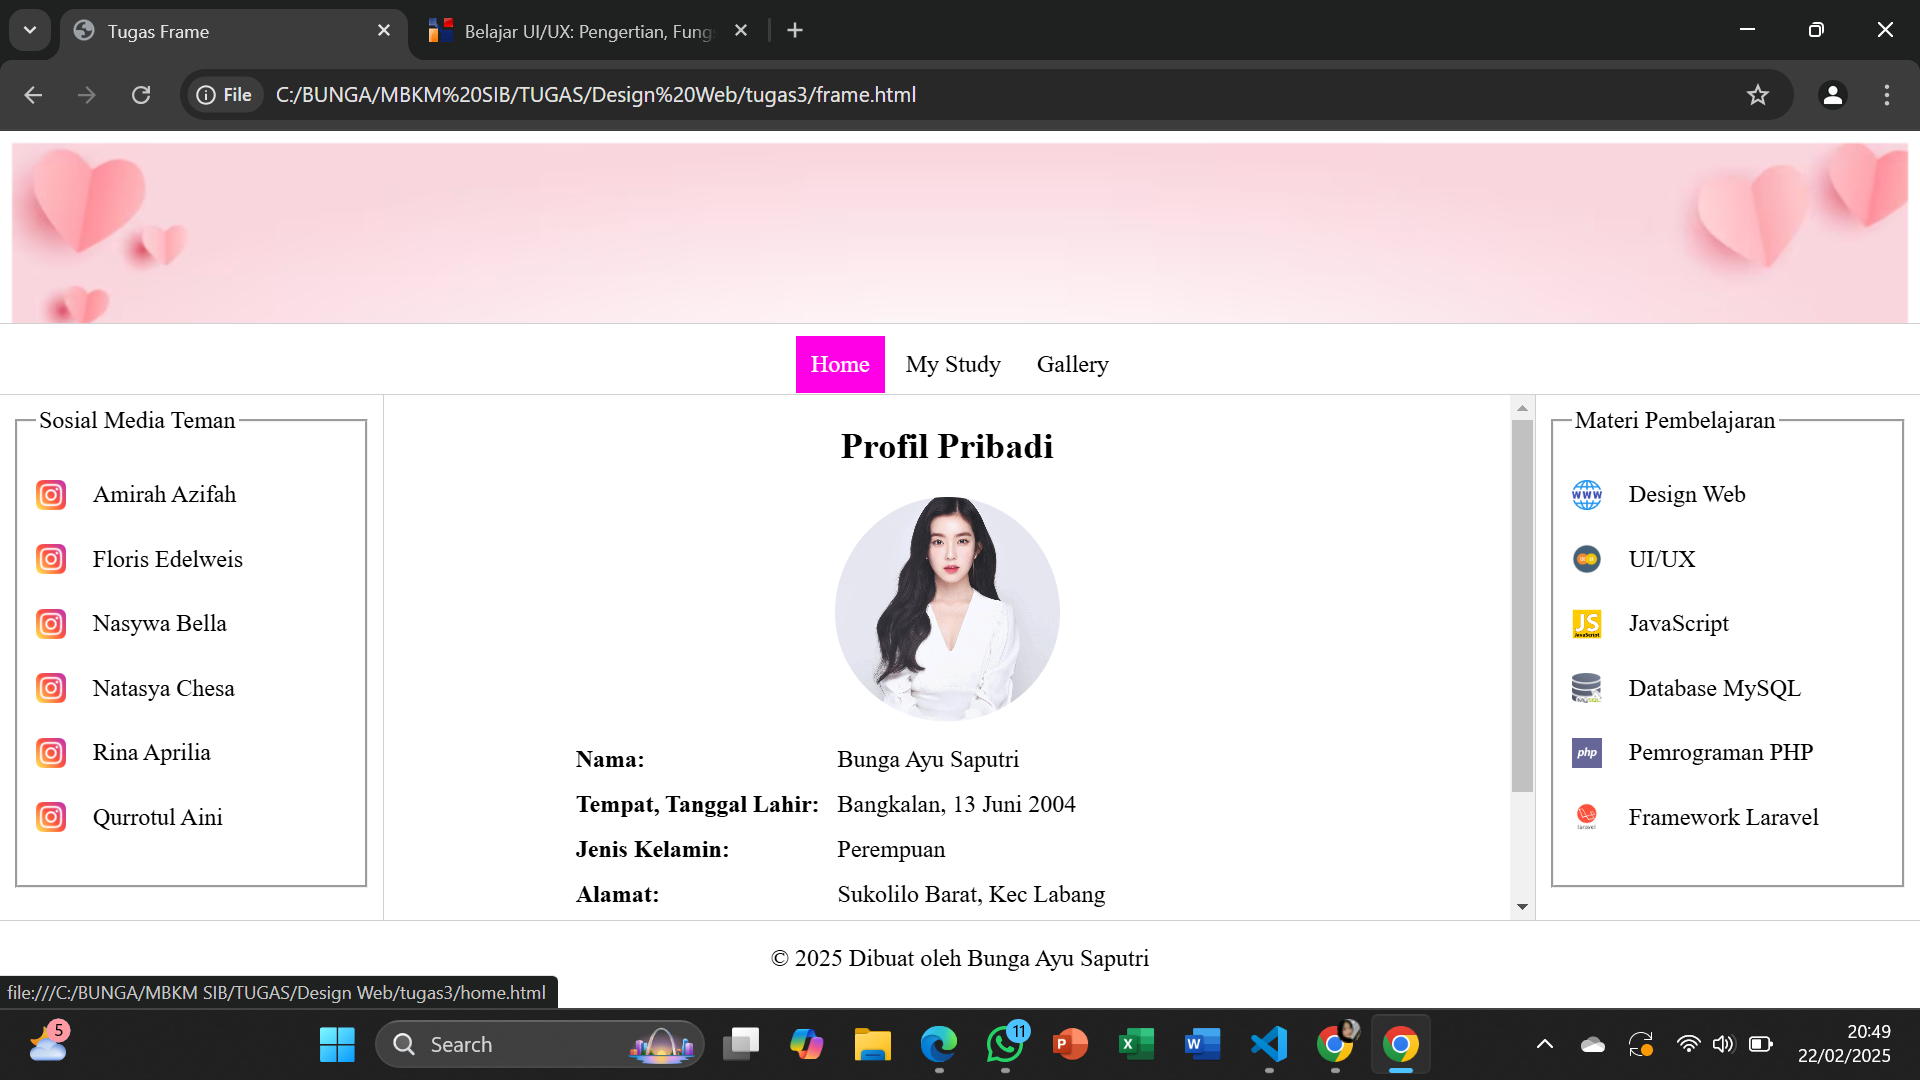 Tugas Frame
Belajar UI/UX: Pengertian, Fung
File
C:/BUNGA/MBKM%20SIB/TUGAS/Design%20Web/tugas3/frame.html
Home
My Study
Gallery
Sosial Media Teman
Amirah Azifah
Floris Edelweis
Nasywa Bella
Natasya Chesa
Rina Aprilia
Qurrotul Aini
Profil Pribadi
Nama: Bunga Ayu Saputri
Tempat, Tanggal Lahir: Bangkalan, 13 Juni 2004
Jenis Kelamin: Perempuan
Alamat: Sukolilo Barat, Kec Labang
Materi Pembelajaran
WWW Design Web
UI/UX
JS JavaScript
Database MySQL
php Pemrograman PHP
laravel Framework Laravel
© 2025 Dibuat oleh Bunga Ayu Saputri
file:///C:/BUNGA/MBKM SIB/TUGAS/Design Web/tugas3/home.html
5
Search
11
20:49
22/02/2025